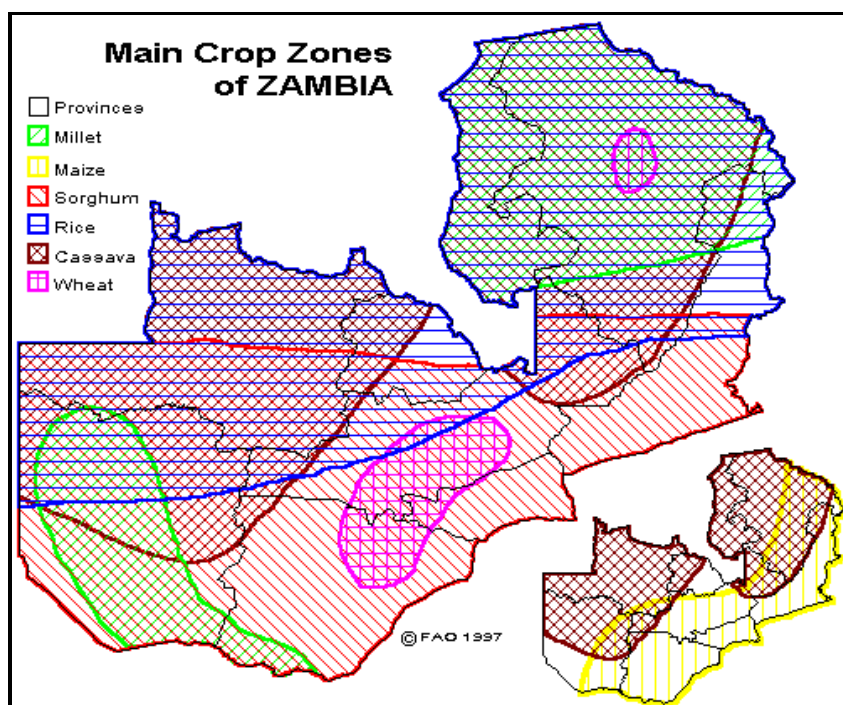 Main Crop Zones
of ZAMBIA
Provinces
Millet
Maize
Sorghum
Rice
Cassava
Wheat
© FAO 1997